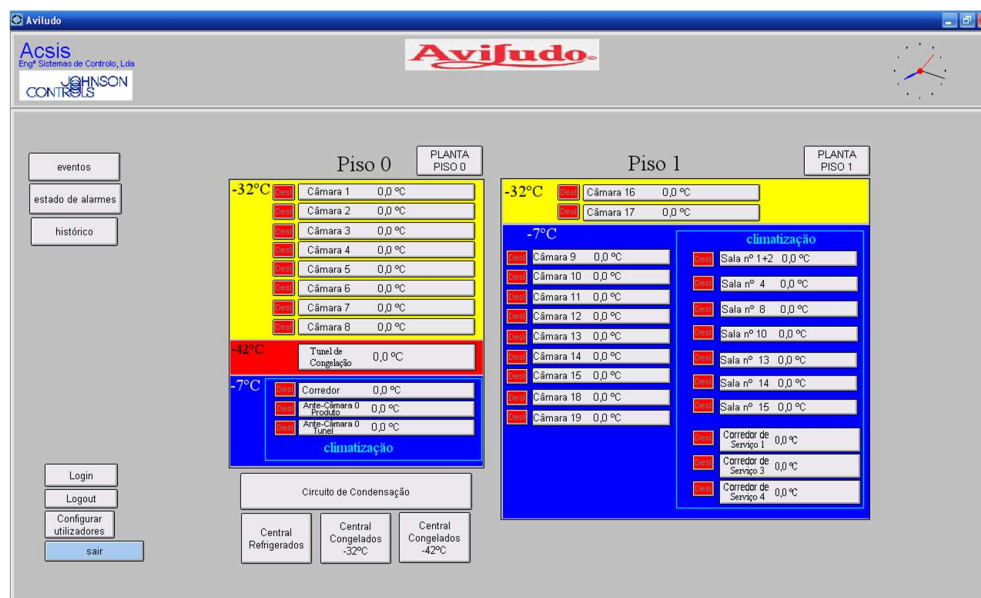 Aviludo
Acsis
Engª Sistemas de Controlo, Lda
JOHNSON
CONTROLS
Aviludo
eventos
estado de alarmes
histórico
Login
Logout
Configurar
utilizadores
sair
Piso 0
PLANTA
PISO 0
-32ºC
Desl Câmara 1 0,0 ºC
Desl Câmara 2 0,0 ºC
Desl Câmara 3 0,0 ºC
Desl Câmara 4 0,0 ºC
Desl Câmara 5 0,0 ºC
Desl Câmara 6 0,0 ºC
Desl Câmara 7 0,0 ºC
Desl Câmara 8 0,0 ºC
-42ºC
Tunel de
Congelação 0,0 ºC
-7ºC
Desl Corredor 0,0 ºC
Desl Ante-Câmara 0
Produto 0,0 ºC
Desl Ante-Câmara 0
Tunel 0,0 ºC
climatização
Circuito de Condensação
Central
Refrigerados
Central
Congelados
-32ºC
Central
Congelados
-42ºC
Piso 1
PLANTA
PISO 1
-32ºC
Desl Câmara 16 0,0 ºC
Desl Câmara 17 0,0 ºC
-7ºC
Desl Câmara 9 0,0 ºC
Desl Câmara 10 0,0 ºC
Desl Câmara 11 0,0 ºC
Desl Câmara 12 0,0 ºC
Desl Câmara 13 0,0 ºC
Desl Câmara 14 0,0 ºC
Desl Câmara 15 0,0 ºC
Desl Câmara 18 0,0 ºC
Desl Câmara 19 0,0 ºC
climatização
Desl Sala nº 1+2 0,0 ºC
Desl Sala nº 4 0,0 ºC
Desl Sala nº 8 0,0 ºC
Desl Sala nº 10 0,0 ºC
Desl Sala nº 13 0,0 ºC
Desl Sala nº 14 0,0 ºC
Desl Sala nº 15 0,0 ºC
Desl Corredor de
Serviço 1 0,0 ºC
Desl Corredor de
Serviço 3 0,0 ºC
Desl Corredor de
Serviço 4 0,0 ºC